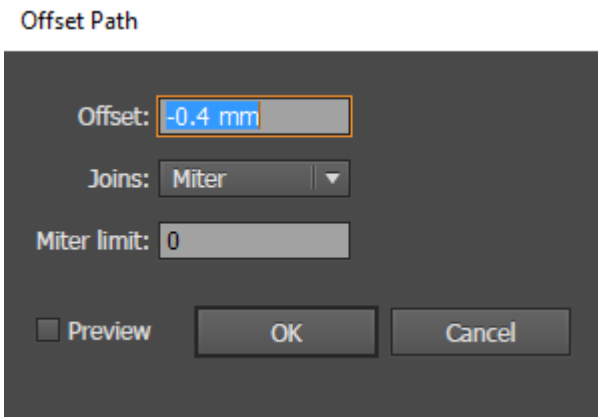 Offset Path
Offset: -0.4 mm
Joins: Miter
Miter limit: 0
Preview OK Cancel